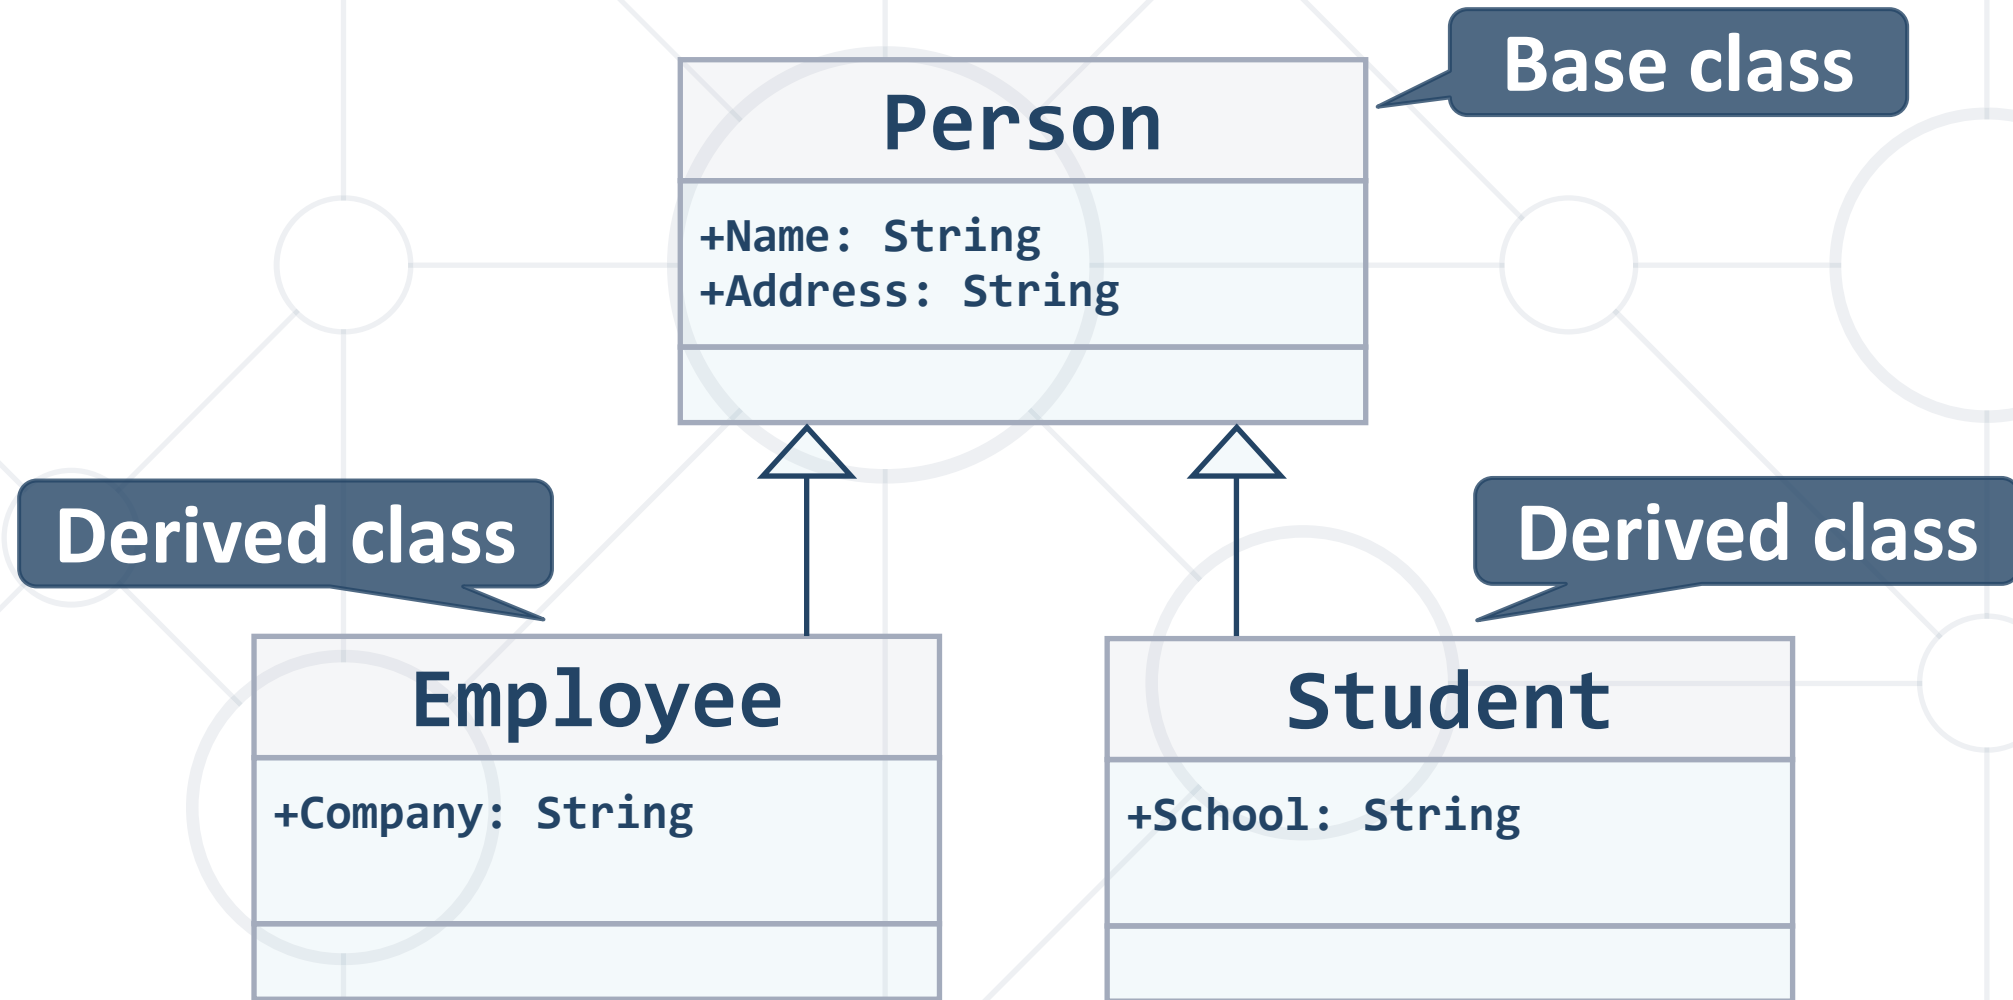 Base class
Person
+Name: String
+Address: String
Derived class
Derived class
Employee
+Company: String
Student
+School: String